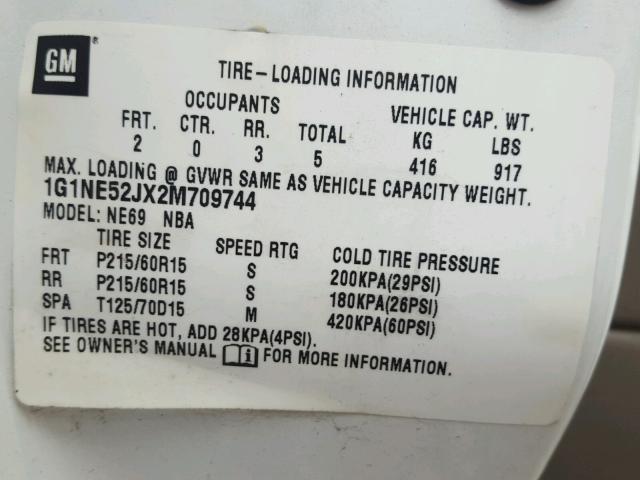 GM
TIRE-LOADING INFORMATION
OCCUPANTS VEHICLE CAP. WT.
FRT. CTR. RR. TOTAL KG LBS
2 0 3 5 416 917
MAX. LOADING @ GVWR SAME AS VEHICLE CAPACITY WEIGHT.
1G1NE52JX2M709744
MODEL: NE69 NBA
TIRE SIZE SPEED RTG COLD TIRE PRESSURE
FRT P215/60R15 S 200KPA(29PSI)
RR P215/60R15 S 180KPA(26PSI)
SPA T125/70D15 M 420KPA(60PSI)
IF TIRES ARE HOT, ADD 28KPA(4PSI).
SEE OWNER'S MANUAL i FOR MORE INFORMATION.